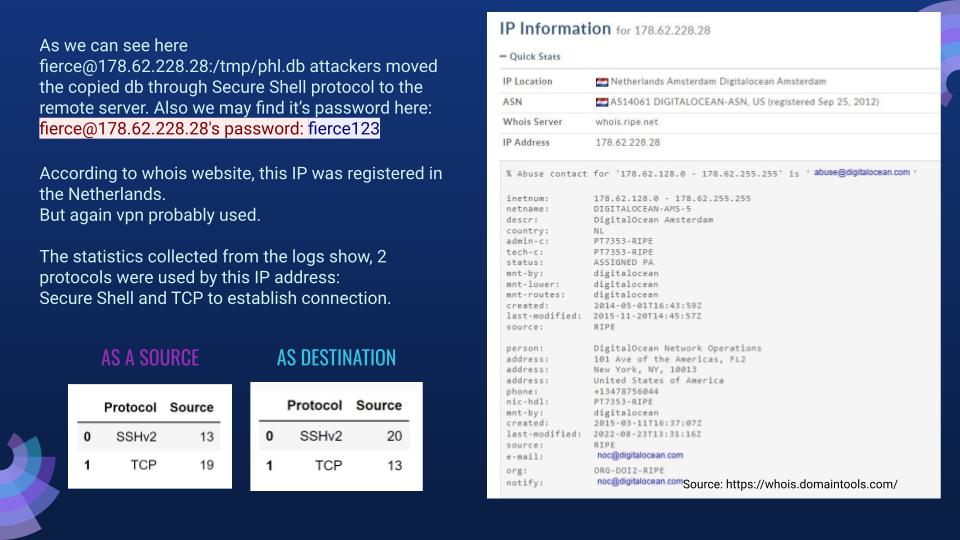 As we can see here
fierce@178.62.228.28:/tmp/phl.db attackers moved
the copied db through Secure Shell protocol to the
remote server. Also we may find it's password here:
fierce@178.62.228.28's password: fierce123
According to whois website, this IP was registered in
the Netherlands.
But again vpn probably used.
The statistics collected from the logs show, 2
protocols were used by this IP address:
Secure Shell and TCP to establish connection.
AS A SOURCE
Protocol Source
0 SSHv2 13
1 TCP 19
AS DESTINATION
Protocol Source
0 SSHv2 20
1 TCP 13
IP Information for 178.62.228.28
— Quick Stats
IP Location Netherlands Amsterdam Digitalocean Amsterdam
ASN AS14061 DIGITALOCEAN-ASN, US (registered Sep 25, 2012)
Whois Server whois.ripe.net
IP Address 178.62.228.28
% Abuse contact for '178.62.128.0 - 178.62.255.255' is ' abuse@digitalocean.com '
inetnum: 178.62.128.0 - 178.62.255.255
netname: DIGITALOCEAN-AMS-5
descr: DigitalOcean Amsterdam
country: NL
admin-c: PT7353-RIPE
tech-c: PT7353-RIPE
status: ASSIGNED PA
mnt-by: digitalocean
mnt-lower: digitalocean
mnt-routes: digitalocean
created: 2014-05-01T16:43:59Z
last-modified: 2015-11-20T14:45:57Z
source: RIPE
person: DigitalOcean Network Operations
address: 101 Ave of the Americas, FL2
address: New York, NY, 10013
address: United States of America
phone: +13478756044
nic-hdl: PT7353-RIPE
mnt-by: digitalocean
created: 2015-03-11T16:37:07Z
last-modified: 2022-08-23T13:31:16Z
source: RIPE
e-mail: noc@digitalocean.com
org: ORG-DOI2-RIPE
notify: noc@digitalocean.com
Source: https://whois.domaintools.com/